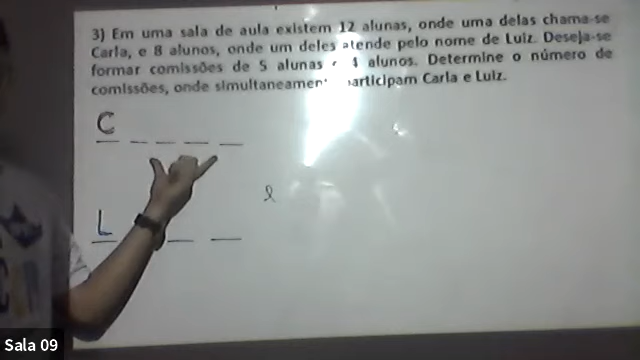 3) Em uma sala de aula existem 12 alunas, onde uma delas chama-se
Carla, e 8 alunos, onde um deles atende pelo nome de Luiz. Deseja-se
formar comissões de 5 alunas e 4 alunos. Determine o número de
comissões, onde simultaneamen participam Carla e Luiz.
C
e
L
Sala 09